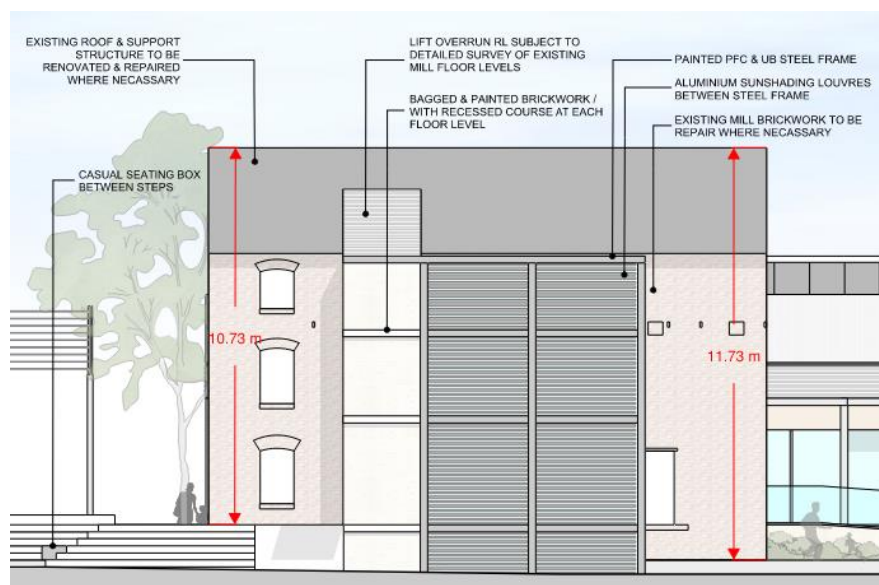 EXISTING ROOF & SUPPORT
STRUCTURE TO BE
RENOVATED & REPAIRED
WHERE NECASSARY
LIFT OVERRUN RL SUBJECT TO
DETAILED SURVEY OF EXISTING
MILL FLOOR LEVELS
BAGGED & PAINTED BRICKWORK /
WITH RECESSED COURSE AT EACH
FLOOR LEVEL
PAINTED PFC & UB STEEL FRAME
ALUMINIUM SUNSHADING LOUVRES
BETWEEN STEEL FRAME
EXISTING MILL BRICKWORK TO BE
REPAIR WHERE NECASSARY
CASUAL SEATING BOX
BETWEEN STEPS
10.73 m
11.73 m